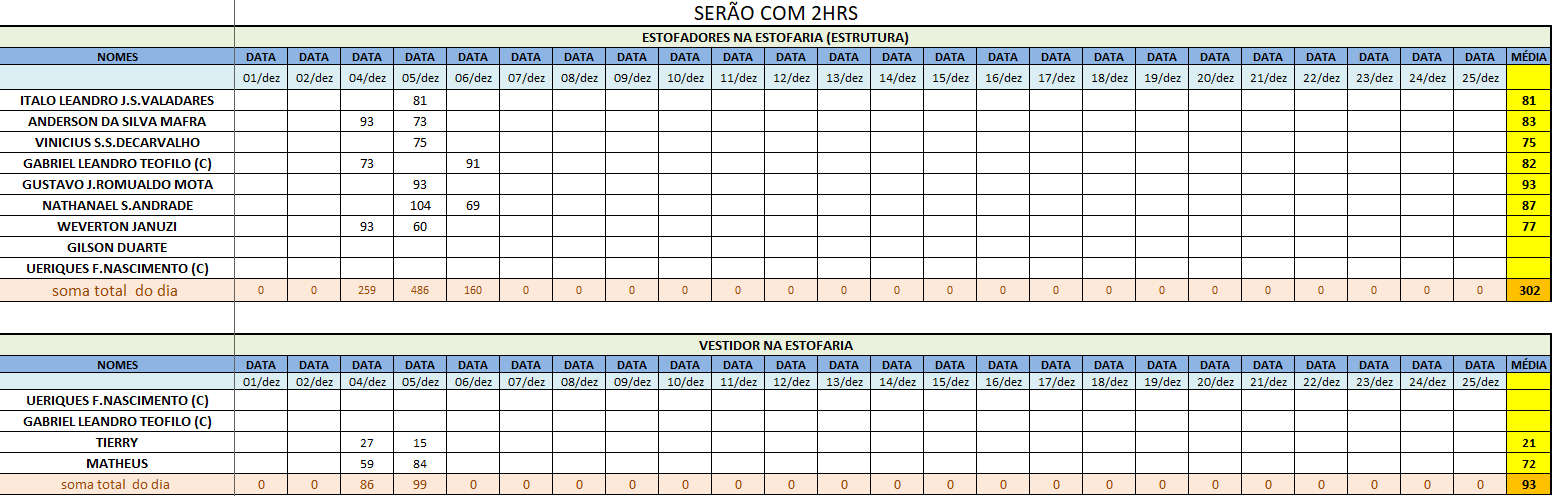 SERÃO COM 2HRS
ESTOFADORES NA ESTOFARIA (ESTRUTURA)
NOMES DATA DATA DATA DATA DATA DATA DATA DATA DATA DATA DATA DATA DATA DATA DATA DATA DATA DATA DATA DATA DATA DATA DATA DATA MÉDIA
01/dez 02/dez 04/dez 05/dez 06/dez 07/dez 08/dez 09/dez 10/dez 11/dez 12/dez 13/dez 14/dez 15/dez 16/dez 17/dez 18/dez 19/dez 20/dez 21/dez 22/dez 23/dez 24/dez 25/dez
ITALO LEANDRO J.S.VALADARES 81 81
ANDERSON DA SILVA MAFRA 93 73 83
VINICIUS S.S.DECARVALHO 75 75
GABRIEL LEANDRO TEOFILO (C) 73 91 82
GUSTAVO J.ROMUALDO MOTA 93 93
NATHANAEL S.ANDRADE 104 69 87
WEVERTON JANUZI 93 60 77
GILSON DUARTE
UERIQUES F.NASCIMENTO (C)
soma total do dia 0 0 259 486 160 0 0 0 0 0 0 0 0 0 0 0 0 0 0 0 0 0 0 0 302
VESTIDOR NA ESTOFARIA
NOMES DATA DATA DATA DATA DATA DATA DATA DATA DATA DATA DATA DATA DATA DATA DATA DATA DATA DATA DATA DATA DATA DATA DATA DATA MÉDIA
01/dez 02/dez 04/dez 05/dez 06/dez 07/dez 08/dez 09/dez 10/dez 11/dez 12/dez 13/dez 14/dez 15/dez 16/dez 17/dez 18/dez 19/dez 20/dez 21/dez 22/dez 23/dez 24/dez 25/dez
UERIQUES F.NASCIMENTO (C)
GABRIEL LEANDRO TEOFILO (C)
TIERRY 27 15 21
MATHEUS 59 84 72
soma total do dia 0 0 86 99 0 0 0 0 0 0 0 0 0 0 0 0 0 0 0 0 0 0 0 0 93